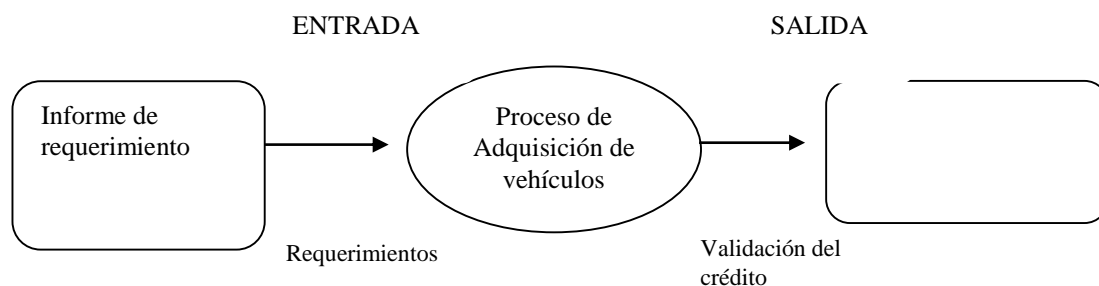 ENTRADA
SALIDA
Informe de
requerimiento
Proceso de
Adquisición de
vehículos
Requerimientos
Validación del
crédito